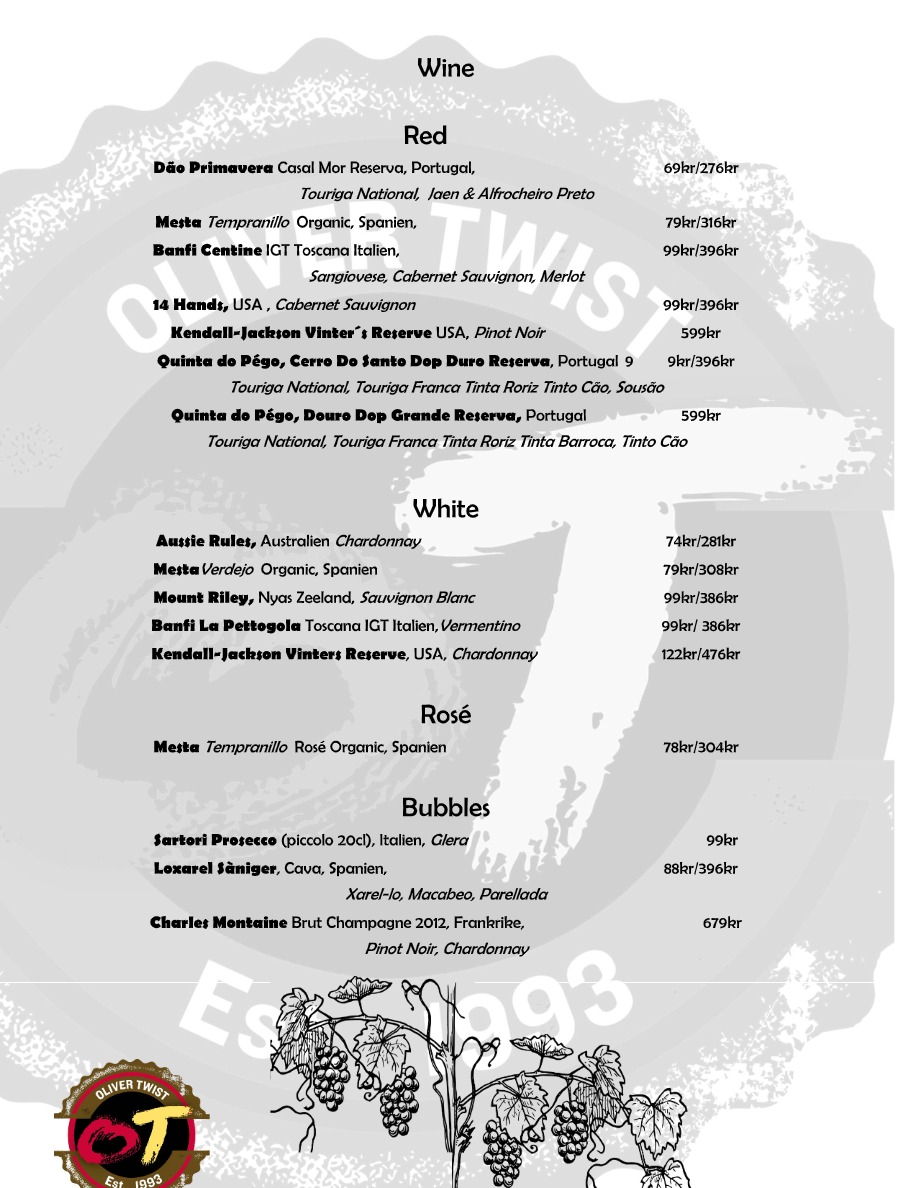 Wine
Red
Dão Primavera Casal Mor Reserva, Portugal, 69kr/276kr
Touriga National, Jaen & Alfrocheiro Preto
Mesta Tempranillo Organic, Spanien, 79kr/316kr
Banfi Centine IGT Toscana Italien, 99kr/396kr
Sangiovese, Cabernet Sauvignon, Merlot
14 Hands, USA , Cabernet Sauvignon 99kr/396kr
Kendall-Jackson Vinter´s Reserve USA, Pinot Noir 599kr
Quinta do Pégo, Cerro Do Santo Dop Duro Reserva, Portugal 9 9kr/396kr
Touriga National, Touriga Franca Tinta Roriz Tinto Cão, Sousão
Quinta do Pégo, Douro Dop Grande Reserva, Portugal 599kr
Touriga National, Touriga Franca Tinta Roriz Tinta Barroca, Tinto Cão
White
Aussie Rules, Australien Chardonnay 74kr/281kr
Mesta Verdejo Organic, Spanien 79kr/308kr
Mount Riley, Nyas Zeeland, Sauvignon Blanc 99kr/386kr
Banfi La Pettogola Toscana IGT Italien, Vermentino 99kr/ 386kr
Kendall-Jackson Vinters Reserve, USA, Chardonnay 122kr/476kr
Rosé
Mesta Tempranillo Rosé Organic, Spanien 78kr/304kr
Bubbles
Sartori Prosecco (piccolo 20cl), Italien, Glera 99kr
Loxarel Sàniger, Cava, Spanien, 88kr/396kr
Xarel-lo, Macabeo, Parellada
Charles Montaine Brut Champagne 2012, Frankrike, 679kr
Pinot Noir, Chardonnay
OLIVER TWIST
OT
Est 1993
OLIVER TWIST
OT
Est 1993